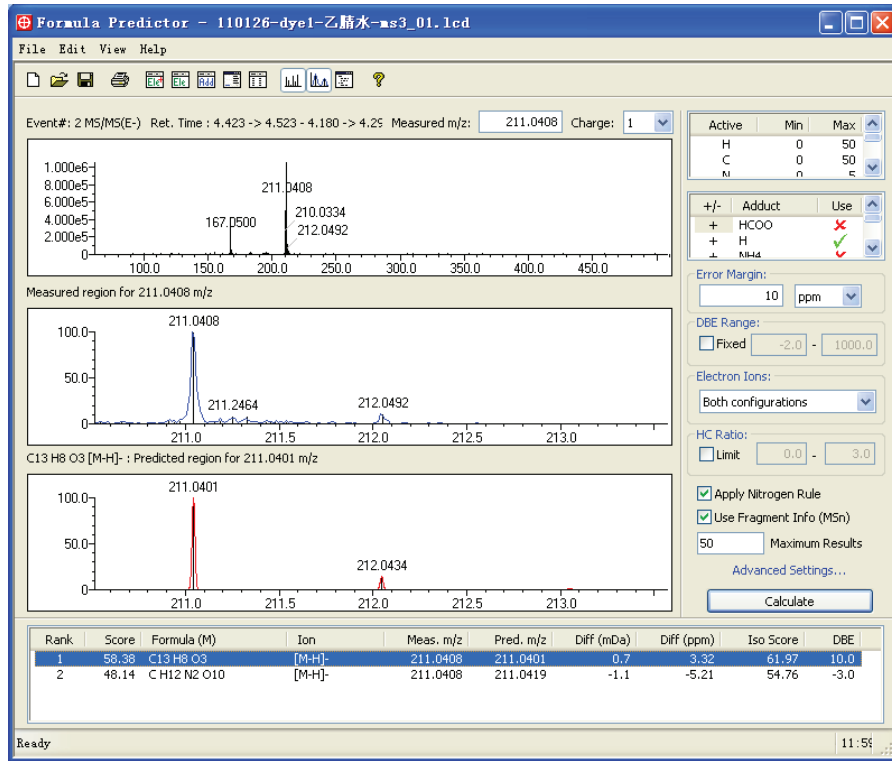 Formula Predictor - 110126-dye1-乙腈水-ms3_01.lcd
File Edit View Help
Event#: 2 MS/MS(E-) Ret. Time : 4.423 -> 4.523 - 4.180 -> 4.29 Measured m/z: 211.0408 Charge: 1
1.000e6
8.000e5
6.000e5
4.000e5
2.000e5
0
211.0408
167.0500
210.0334
212.0492
100.0 150.0 200.0 250.0 300.0 350.0 400.0 450.0
Measured region for 211.0408 m/z
100.0
50.0
0
211.0408
211.2464
212.0492
211.0 211.5 212.0 212.5 213.0
C13 H8 O3 [M-H]- : Predicted region for 211.0401 m/z
100.0
50.0
0
211.0401
212.0434
211.0 211.5 212.0 212.5 213.0
Active Min Max
H 0 50
C 0 50
N 0 5
+/- Adduct Use
+ HCOO
+ H
+ NH4
Error Margin:
10 ppm
DBE Range:
Fixed -2.0 - 1000.0
Electron Ions:
Both configurations
HC Ratio:
Limit 0.0 - 3.0
Apply Nitrogen Rule
Use Fragment Info (MSn)
50 Maximum Results
Advanced Settings...
Calculate
Rank Score Formula (M) Ion Meas. m/z Pred. m/z Diff (mDa) Diff (ppm) Iso Score DBE
1 58.38 C13 H8 O3 [M-H]- 211.0408 211.0401 0.7 3.32 61.97 10.0
2 48.14 C H12 N2 O10 [M-H]- 211.0408 211.0419 -1.1 -5.21 54.76 -3.0
Ready 11:59